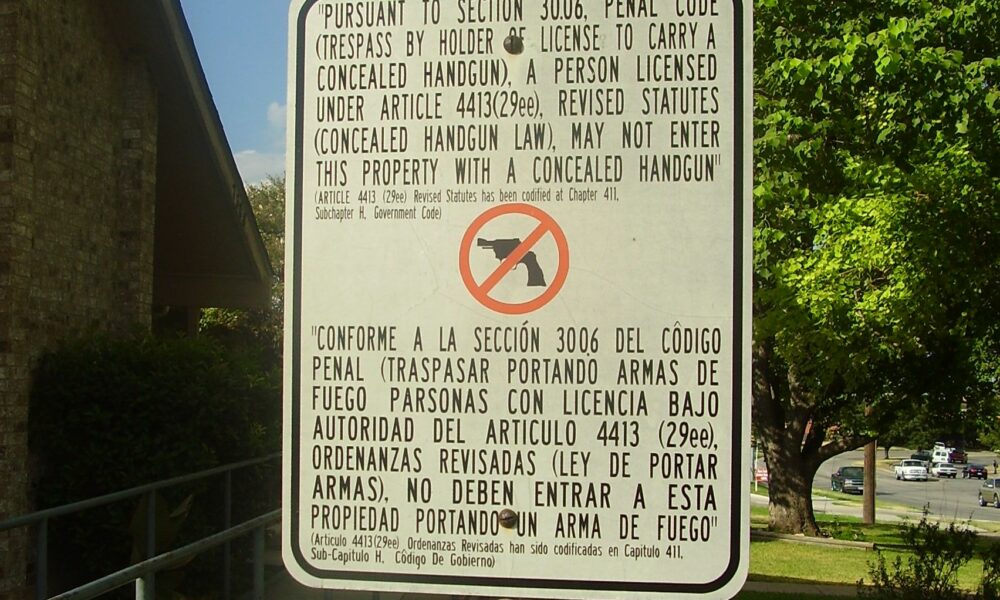 "PURSUANT TO SECTION 30.06, PENAL CODE
(TRESPASS BY HOLDER OF LICENSE TO CARRY A
CONCEALED HANDGUN), A PERSON LICENSED
UNDER ARTICLE 4413(29ee), REVISED STATUTES
(CONCEALED HANDGUN LAW), MAY NOT ENTER
THIS PROPERTY WITH A CONCEALED HANDGUN"
(ARTICLE 4413 (29ee) Revised Statutes has been codified at Chapter 411,
Subchapter H, Government Code)
"CONFORME A LA SECCIÓN 30.06 DEL CÔDIGO
PENAL (TRASPASAR PORTANDO ARMAS DE
FUEGO PARSONAS CON LICENCIA BAJO
AUTORIDAD DEL ARTICULO 4413 (29ee),
ORDENANZAS REVISADAS (LEY DE PORTAR
ARMAS), NO DEBEN ENTRAR A ESTA
PROPIEDAD PORTANDO UN ARMA DE FUEGO"
(Articulo 4413(29ee) Ordenanzas Revisadas han sido codificadas en Capitulo 411,
Sub-Capitulo H, Côdigo De Gobierno)